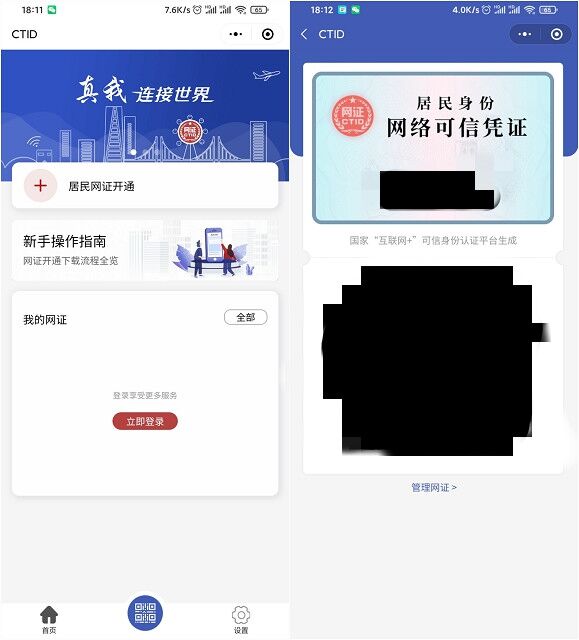 18:11
7.6K/s
65
CTID
真我 连接世界
网证
CTID
居民网证开通
新手操作指南
网证开通下载流程全览
我的网证
全部
登录享受更多服务
立即登录
首页
设置
18:12
4.0K/s
65
CTID
网证
CTID
居民身份
网络可信凭证
国家“互联网+”可信身份认证平台生成
管理网证 >